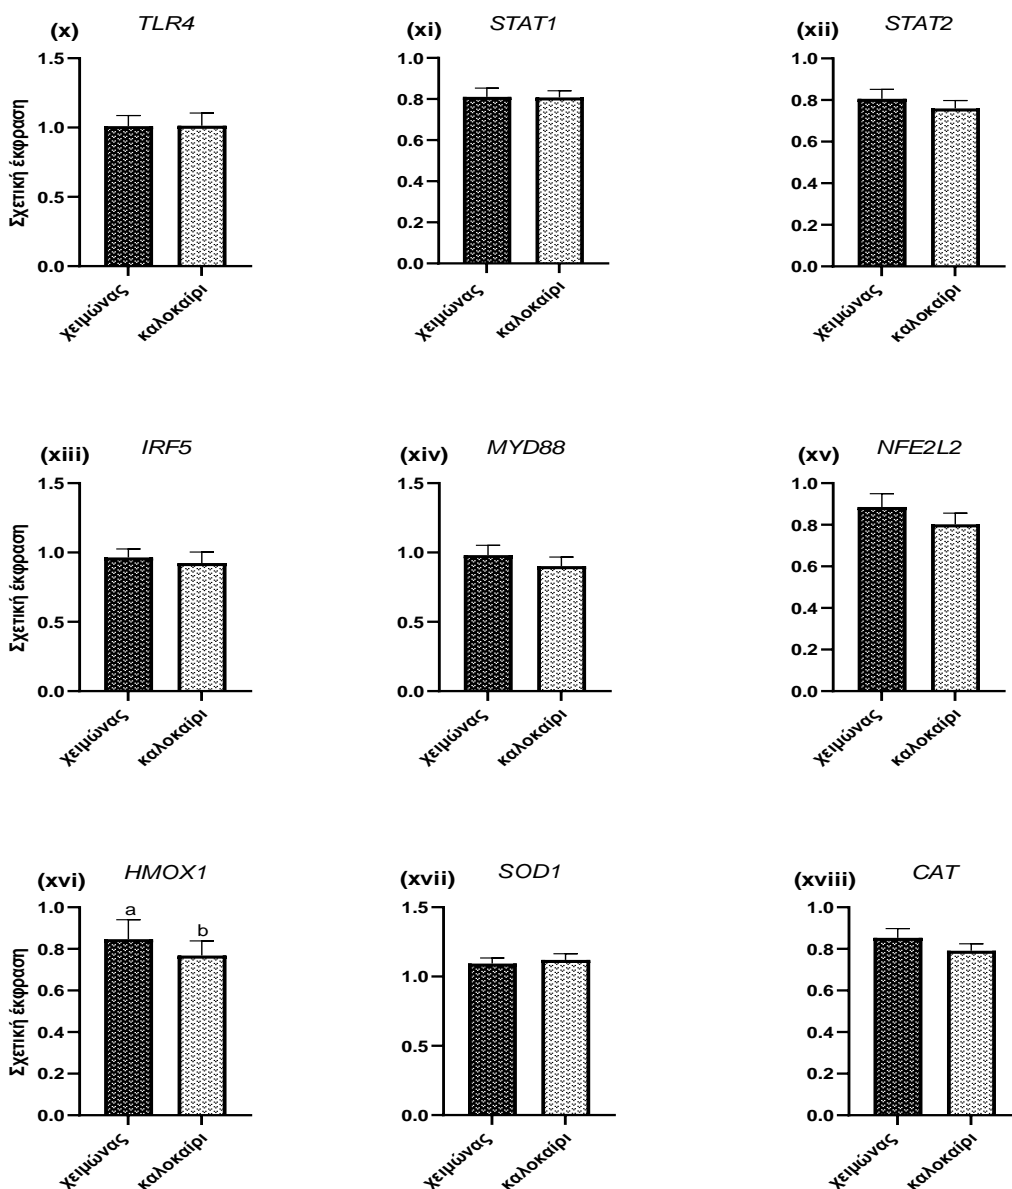 (x) TLR4
Σχετική έκφραση
1.5
1.0
0.5
0.0
χειμώνας
καλοκαίρι
(xi) STAT1
1.0
0.8
0.6
0.4
0.2
0.0
χειμώνας
καλοκαίρι
(xii) STAT2
1.0
0.8
0.6
0.4
0.2
0.0
χειμώνας
καλοκαίρι
(xiii) IRF5
Σχετική έκφραση
1.5
1.0
0.5
0.0
χειμώνας
καλοκαίρι
(xiv) MYD88
1.5
1.0
0.5
0.0
χειμώνας
καλοκαίρι
(xv) NFE2L2
1.0
0.8
0.6
0.4
0.2
0.0
χειμώνας
καλοκαίρι
(xvi) HMOX1
Σχετική έκφραση
1.0
0.8
0.6
0.4
0.2
0.0
a
b
χειμώνας
καλοκαίρι
(xvii) SOD1
1.5
1.0
0.5
0.0
χειμώνας
καλοκαίρι
(xviii) CAT
1.0
0.8
0.6
0.4
0.2
0.0
χειμώνας
καλοκαίρι